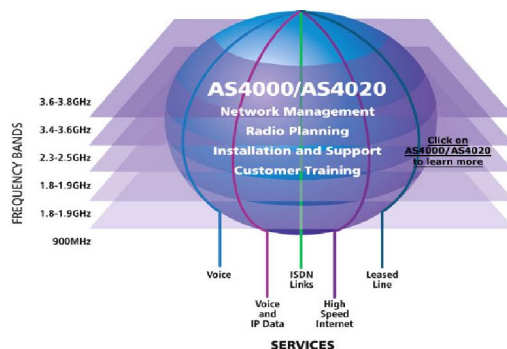 AS4000/AS4020
Network Management
Radio Planning
Installation and Support
Customer Training
Click on
AS4000/AS4020
to learn more
FREQUENCY BANDS
3.6-3.8GHz
3.4-3.6GHz
2.3-2.5GHz
1.8-1.9GHz
1.8-1.9GHz
900MHz
Voice
Voice
and
IP Data
ISDN
Links
High
Speed
Internet
Leased
Line
SERVICES